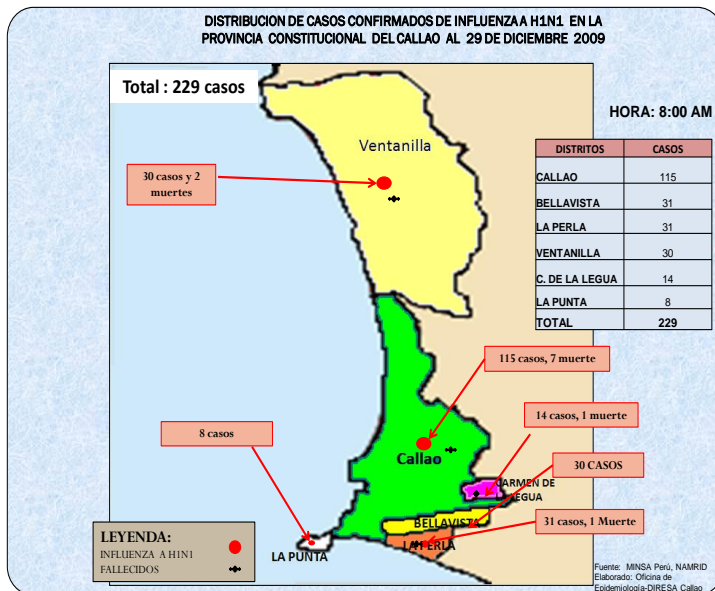 DISTRIBUCION DE CASOS CONFIRMADOS DE INFLUENZA A H1N1 EN LA
PROVINCIA CONSTITUCIONAL DEL CALLAO AL 29 DE DICIEMBRE 2009
Total : 229 casos
HORA: 8:00 AM
Ventanilla
30 casos y 2
muertes
DISTRITOS CASOS
CALLAO 115
BELLAVISTA 31
LA PERLA 31
VENTANILLA 30
C. DE LA LEGUA 14
LA PUNTA 8
TOTAL 229
115 casos, 7 muerte
14 casos, 1 muerte
8 casos
Callao
30 CASOS
CARMEN DE
LEGUA
BELLAVISTA
31 casos, 1 Muerte
LA PERLA
LA PUNTA
LEYENDA:
INFLUENZA A H1N1
FALLECIDOS
Fuente: MINSA Perú, NAMRID
Elaborado: Oficina de
Epidemiología-DIRESA Callao